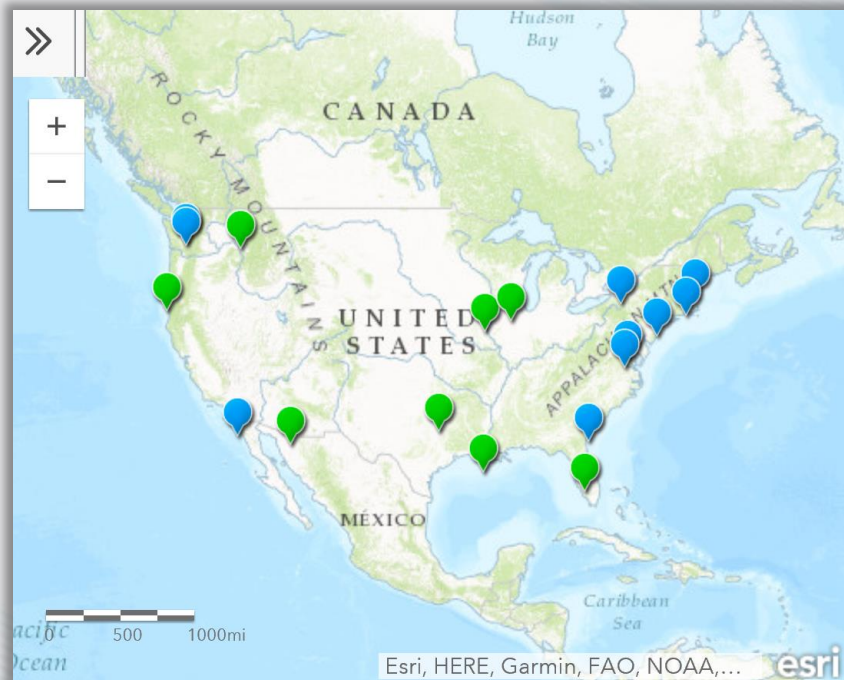 Hudson
Bay
CANADA
ROCKY MOUNTAINS
+
−
UNITED
STATES
APPALACHIAN MTN
MÉXICO
Caribbean
Sea
acific
Ocean
0 500 1000mi
Esri, HERE, Garmin, FAO, NOAA,...
esri